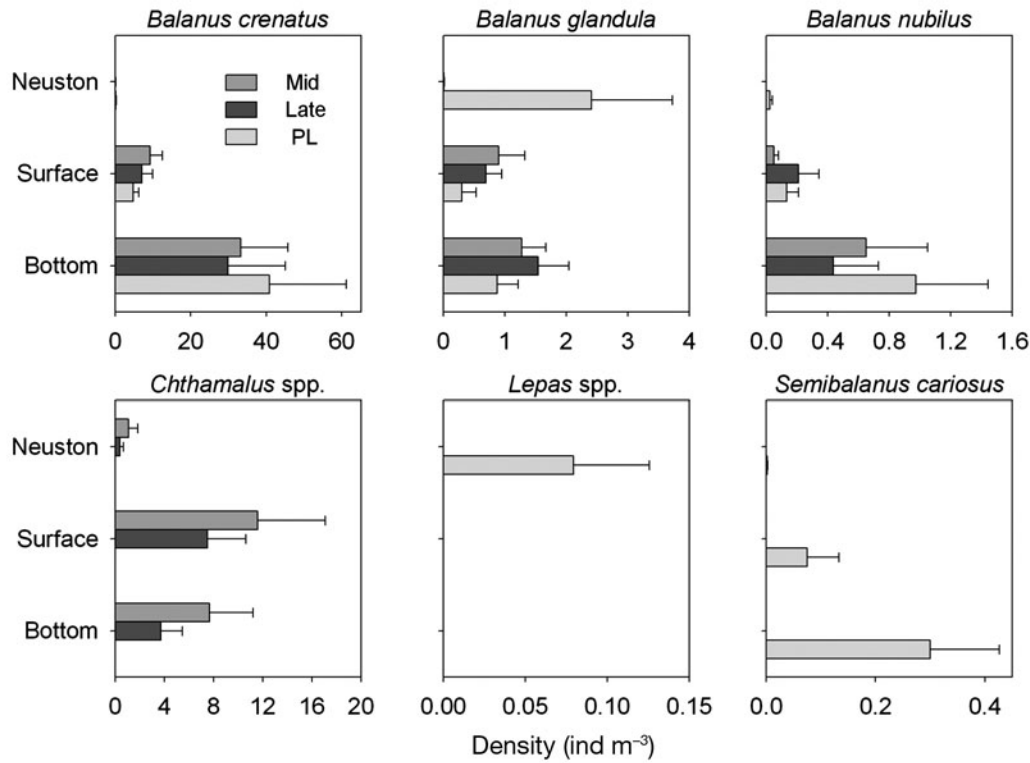 Balanus crenatus
Balanus glandula
Balanus nubilus
Neuston
Surface
Bottom
Mid
Late
PL
0 20 40 60
0 1 2 3 4
0.0 0.4 0.8 1.2 1.6
Chthamalus spp.
Lepas spp.
Semibalanus cariosus
Neuston
Surface
Bottom
0 4 8 12 16 20
0.00 0.05 0.10 0.15
0.0 0.2 0.4
Density (ind m⁻³)